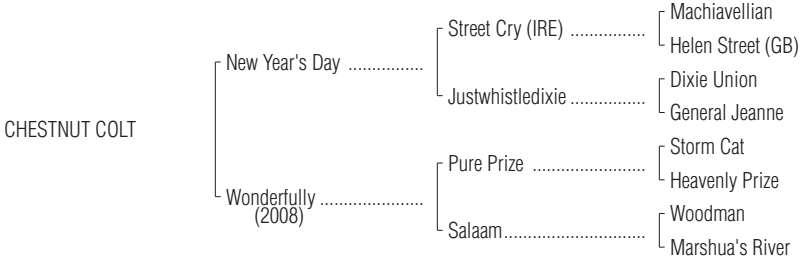 Machiavellian
Street Cry (IRE) ................
Helen Street (GB)
New Year's Day ................
Dixie Union
Justwhistledixie ................
General Jeanne
CHESTNUT COLT
Storm Cat
Pure Prize ........................
Heavenly Prize
Wonderfully ......................
(2008)
Woodman
Salaam..............................
Marshua's River